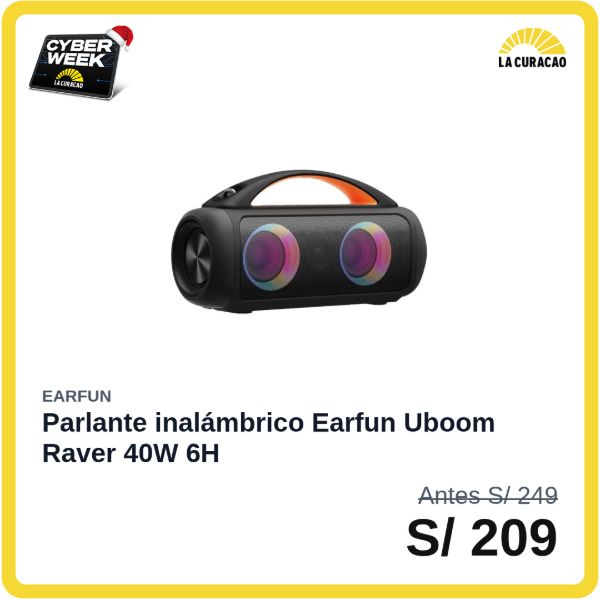 CYBER
WEEK
LA CURACAO
LA CURACAO
EARFUN
Parlante inalámbrico Earfun Uboom
Raver 40W 6H
Antes S/ 249
S/ 209